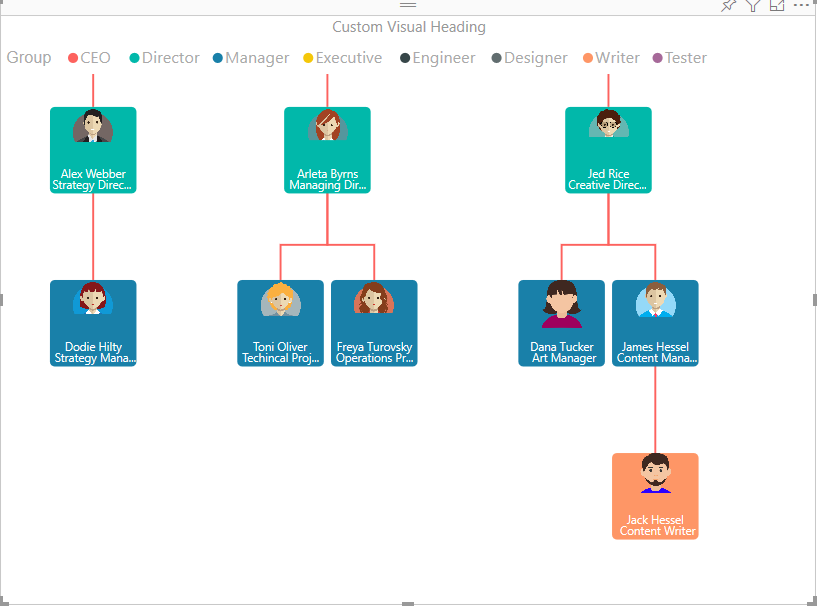 Custom Visual Heading
Group CEO Director Manager Executive Engineer Designer Writer Tester
Alex Webber
Strategy Direc...
Arleta Byrns
Managing Dir...
Jed Rice
Creative Direc...
Dodie Hilty
Strategy Mana...
Toni Oliver
Techincal Proj...
Freya Turovsky
Operations Pr...
Dana Tucker
Art Manager
James Hessel
Content Mana...
Jack Hessel
Content Writer